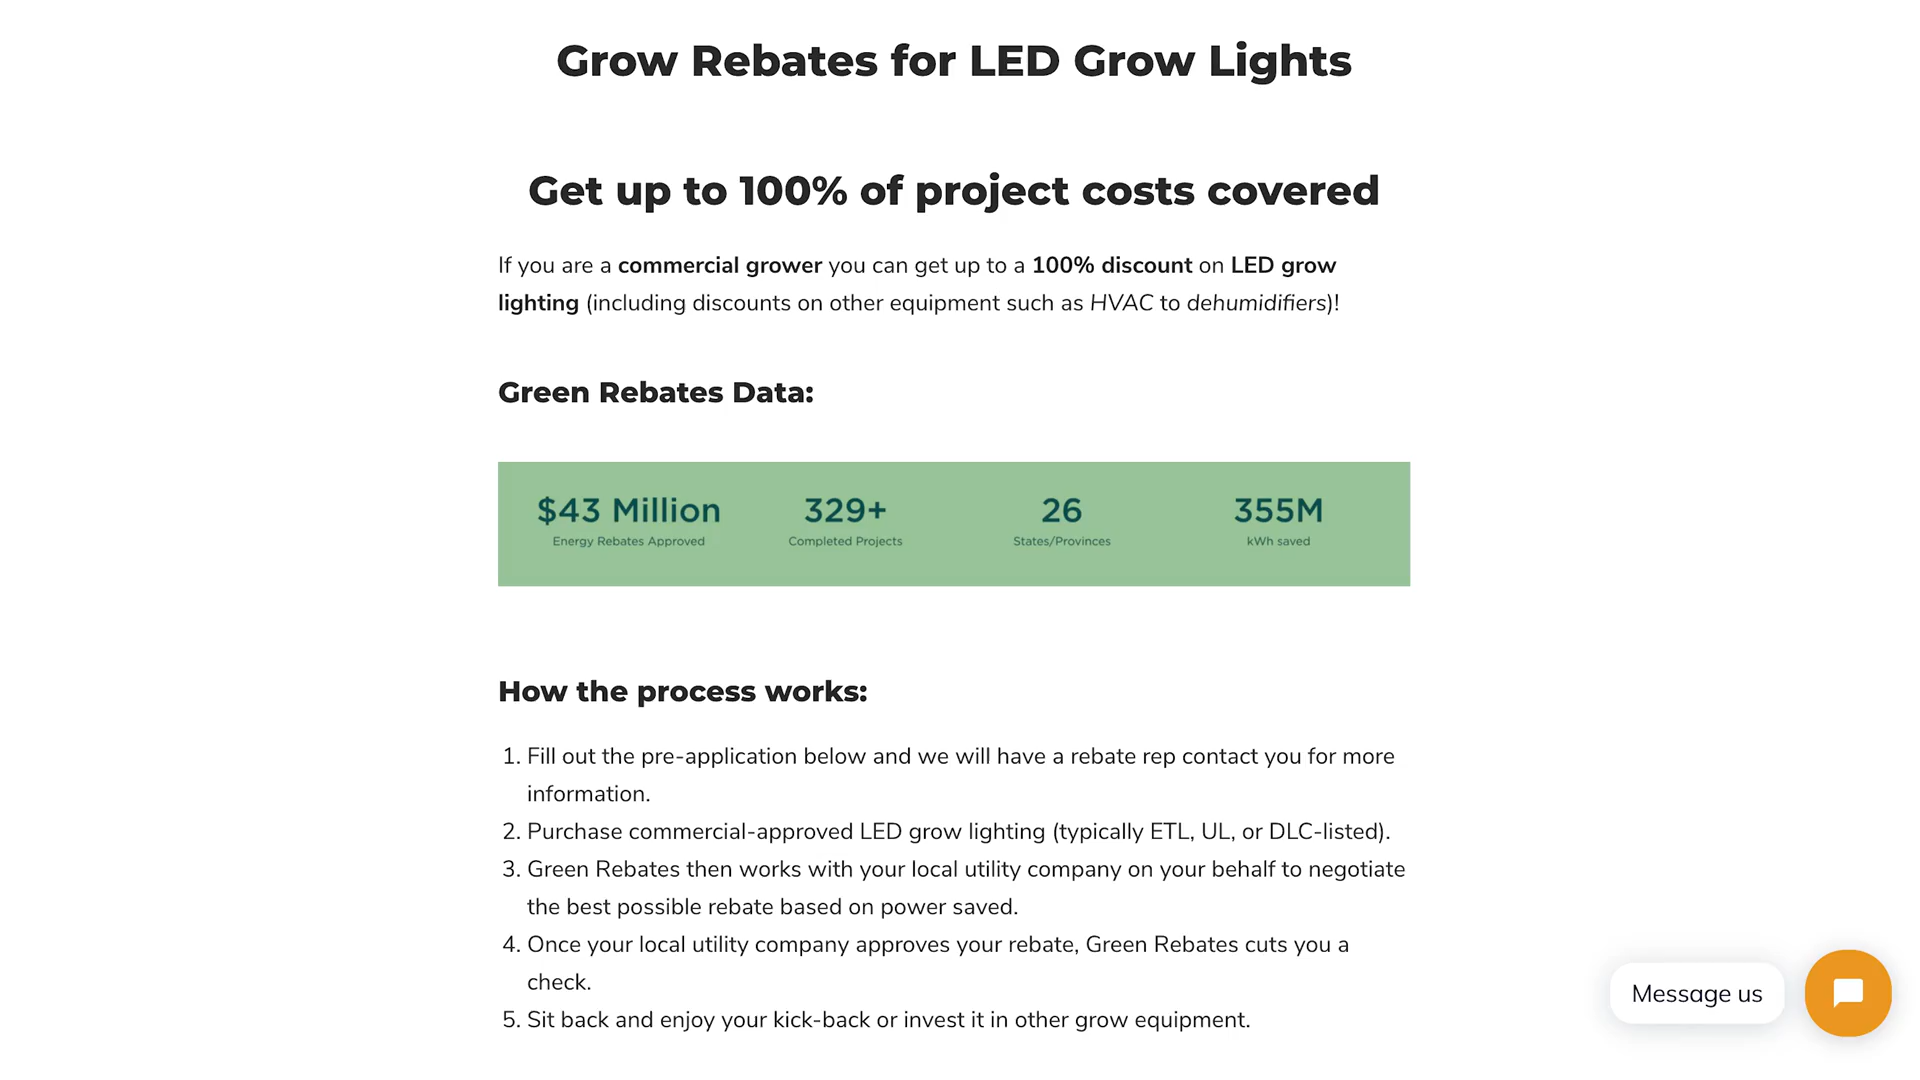 Grow Rebates for LED Grow Lights
Get up to 100% of project costs covered
If you are a commercial grower you can get up to a 100% discount on LED grow
lighting (including discounts on other equipment such as HVAC to dehumidifiers)!
Green Rebates Data:
$43 Million
Energy Rebates Approved
329+
Completed Projects
26
States/Provinces
355M
kWh saved
How the process works:
1. Fill out the pre-application below and we will have a rebate rep contact you for more
information.
2. Purchase commercial-approved LED grow lighting (typically ETL, UL, or DLC-listed).
3. Green Rebates then works with your local utility company on your behalf to negotiate
the best possible rebate based on power saved.
4. Once your local utility company approves your rebate, Green Rebates cuts you a
check.
5. Sit back and enjoy your kick-back or invest it in other grow equipment.
Message us